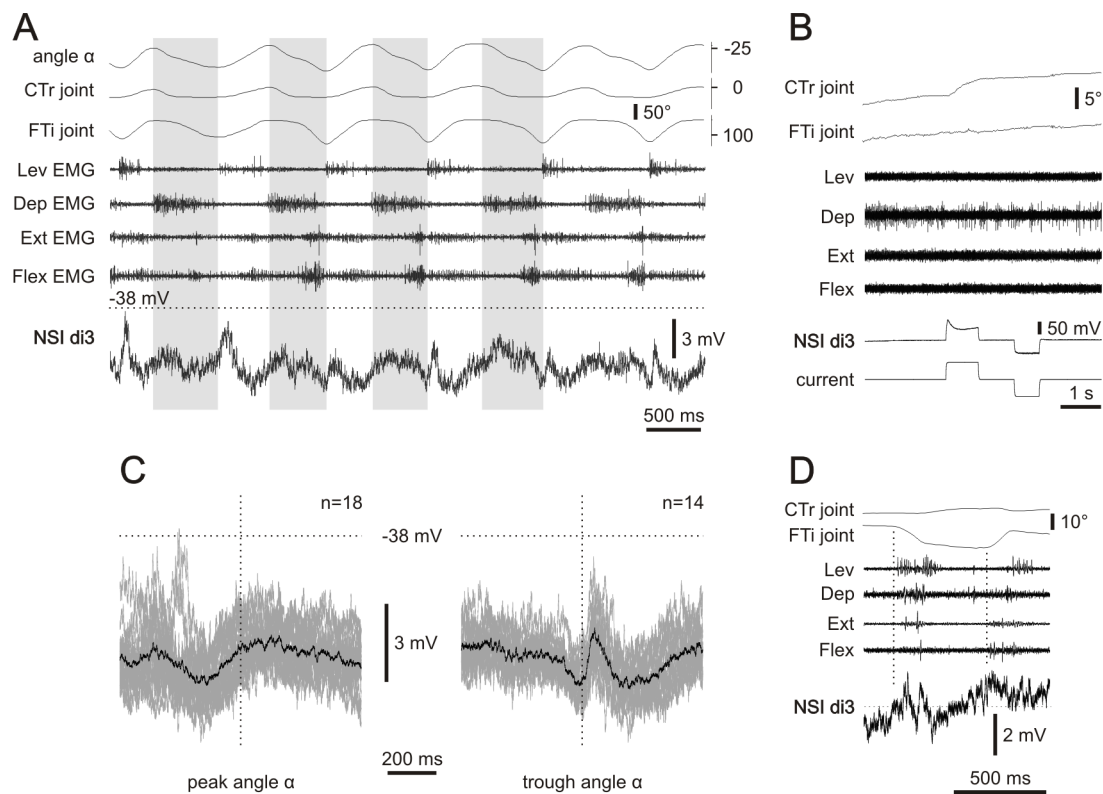 A
angle α
-25
CTr joint
0
50°
FTi joint
100
Lev EMG
Dep EMG
Ext EMG
Flex EMG
-38 mV
NSI di3
3 mV
500 ms
B
CTr joint
5°
FTi joint
Lev
Dep
Ext
Flex
50 mV
NSI di3
current
1 s
C
n=18
n=14
-38 mV
3 mV
200 ms
peak angle α
trough angle α
D
CTr joint
10°
FTi joint
Lev
Dep
Ext
Flex
NSI di3
2 mV
500 ms